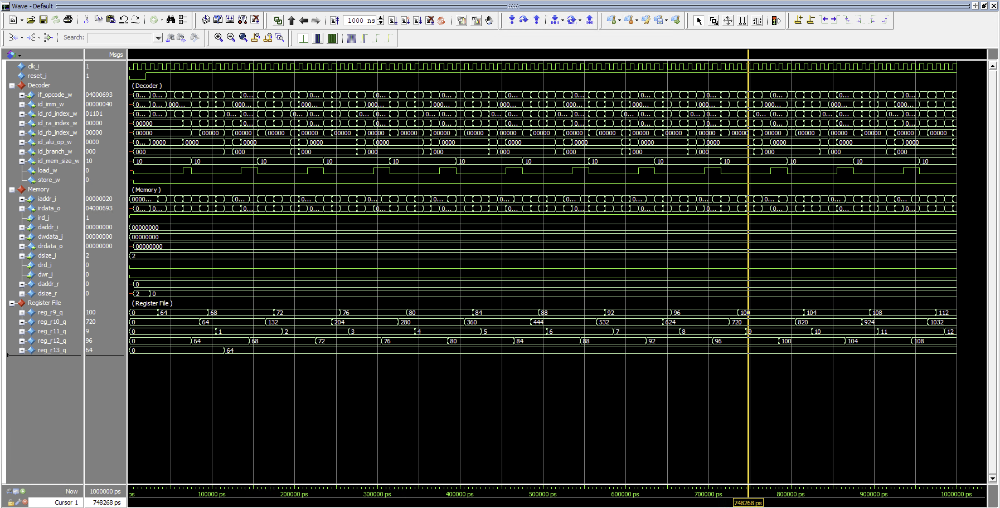 Wave - Default
1000 ns
Search:
Msgs
clk_i 1
reset_i 1
Decoder (Decoder)
if_opcode_w 04000693 0... 0... 0... 0... 0... 0... 0... 0... 0... 0... 0... 0... 0...
id_imm_w 00000040 0... 0... 000... 000... 000... 000... 000... 000... 000... 000... 000... 000... 000... 000...
id_rd_index_w 01101 0... 0... 0... 0... 0... 0... 0... 0... 0... 0... 0... 0... 0... 0... 0... 0... 0... 0... 0... 0... 0... 0... 0... 0...
id_ra_index_w 00000 00000 0... 0... 0... 0... 0... 0... 0... 0... 0... 0... 0...
id_rb_index_w 00000 00000 00000 00000 00000 00000 00000 00000 00000 00000 00000 00000 00000 00000 00000 00000 00000 00000 00000 00000 00000 00000 00000 00000 00000
id_alu_op_w 0000 0... 0000 0000 0000 0000 0000 0000 0000 0000 0000 0000 0000 0000 0000
id_branch_w 000 000 000 000 000 000 000 000 000 000 000 000 000
id_mem_size_w 10 10 10 10 10 10 10 10 10 10 10 10 10 10
load_w 0
store_w 0
Memory (Memory)
iaddr_i 00000020 0000... 0... 0... 0... 0... 0... 0... 0... 0... 0... 0... 0...
irdata_o 04000693 0... 0... 0... 0... 0... 0... 0... 0... 0... 0... 0... 0... 0...
ird_i 1
daddr_i 00000000 00000000
dwdata_i 00000000 00000000
drdata_o 00000000 00000000
dsize_i 2 2
drd_i 0
dwr_i 0
daddr_r 0 0
dsize_r 0 2 0
Register File (Register File)
reg_r9_q 100 0 64 68 72 76 80 84 88 92 96 100 104 108 112
reg_r10_q 720 0 64 132 204 280 360 444 532 624 720 820 924 1032
reg_r11_q 9 0 1 2 3 4 5 6 7 8 9 10 11 12
reg_r12_q 96 0 64 68 72 76 80 84 88 92 96 100 104 108
reg_r13_q 64 0 64
Now 1000000 ps ps 100000 ps 200000 ps 300000 ps 400000 ps 500000 ps 600000 ps 700000 ps 800000 ps 900000 ps 1000000 ps
Cursor 1 748268 ps 748268 ps